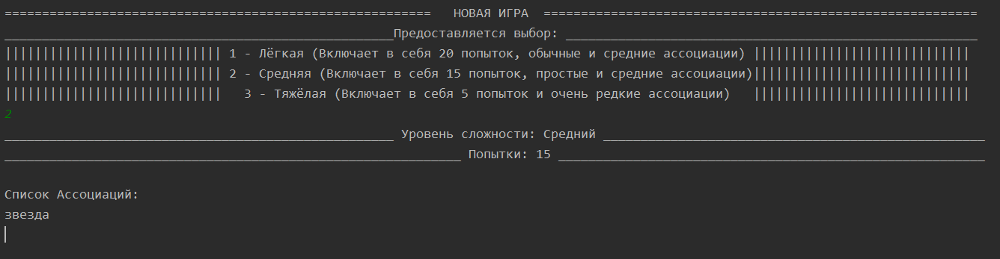 ========================================================= НОВАЯ ИГРА ==========================================================
____________________________________________________Предоставляется выбор: _______________________________________________________
||||||||||||||||||||||||||||| 1 - Лёгкая (Включает в себя 20 попыток, обычные и средние ассоциации) |||||||||||||||||||||||||||||
||||||||||||||||||||||||||||| 2 - Средняя (Включает в себя 15 попыток, простые и средние ассоциации)|||||||||||||||||||||||||||||
|||||||||||||||||||||||||||||   3 - Тяжёлая (Включает в себя 5 попыток и очень редкие ассоциации)   |||||||||||||||||||||||||||||
2
____________________________________________________ Уровень сложности: Средний ___________________________________________________
_____________________________________________________________ Попытки: 15 _________________________________________________________
Список Ассоциаций:
звезда